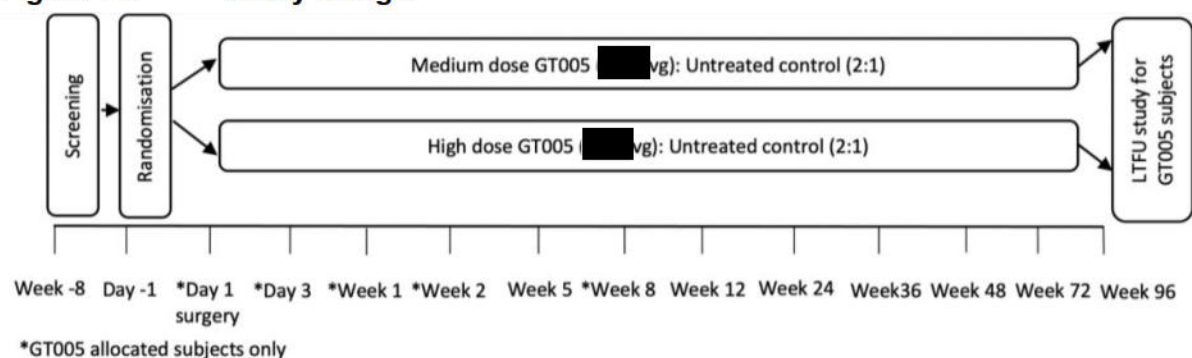 Screening
Randomisation
Medium dose GT005 ( vg): Untreated control (2:1)
High dose GT005 ( vg): Untreated control (2:1)
LTFU study for
GT005 subjects
Week -8 Day -1 *Day 1 *Day 3 *Week 1 *Week 2 Week 5 *Week 8 Week 12 Week 24 Week36 Week 48 Week 72 Week 96
surgery
*GT005 allocated subjects only